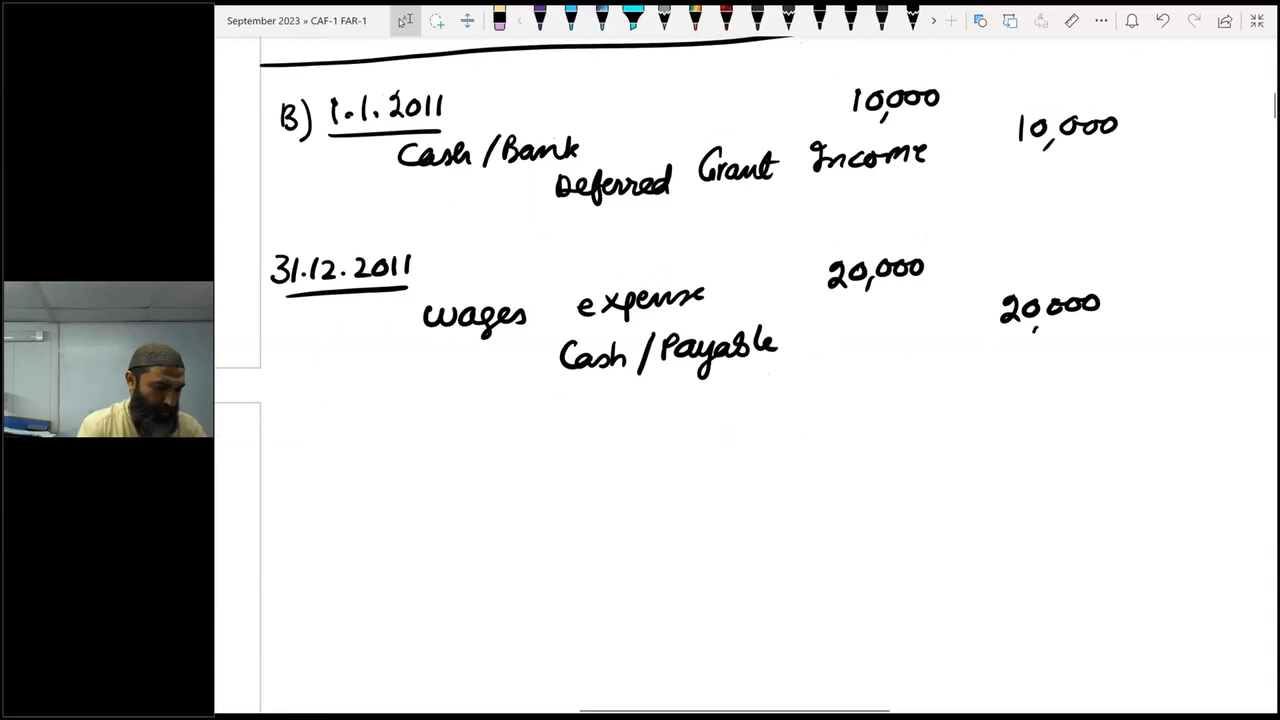 September 2023 » CAF-1 FAR-1
B) 1.1.2011
Cash/Bank 10,000
Deferred Grant Income 10,000
31.12.2011
wages expense 20,000
Cash/Payable 20,000